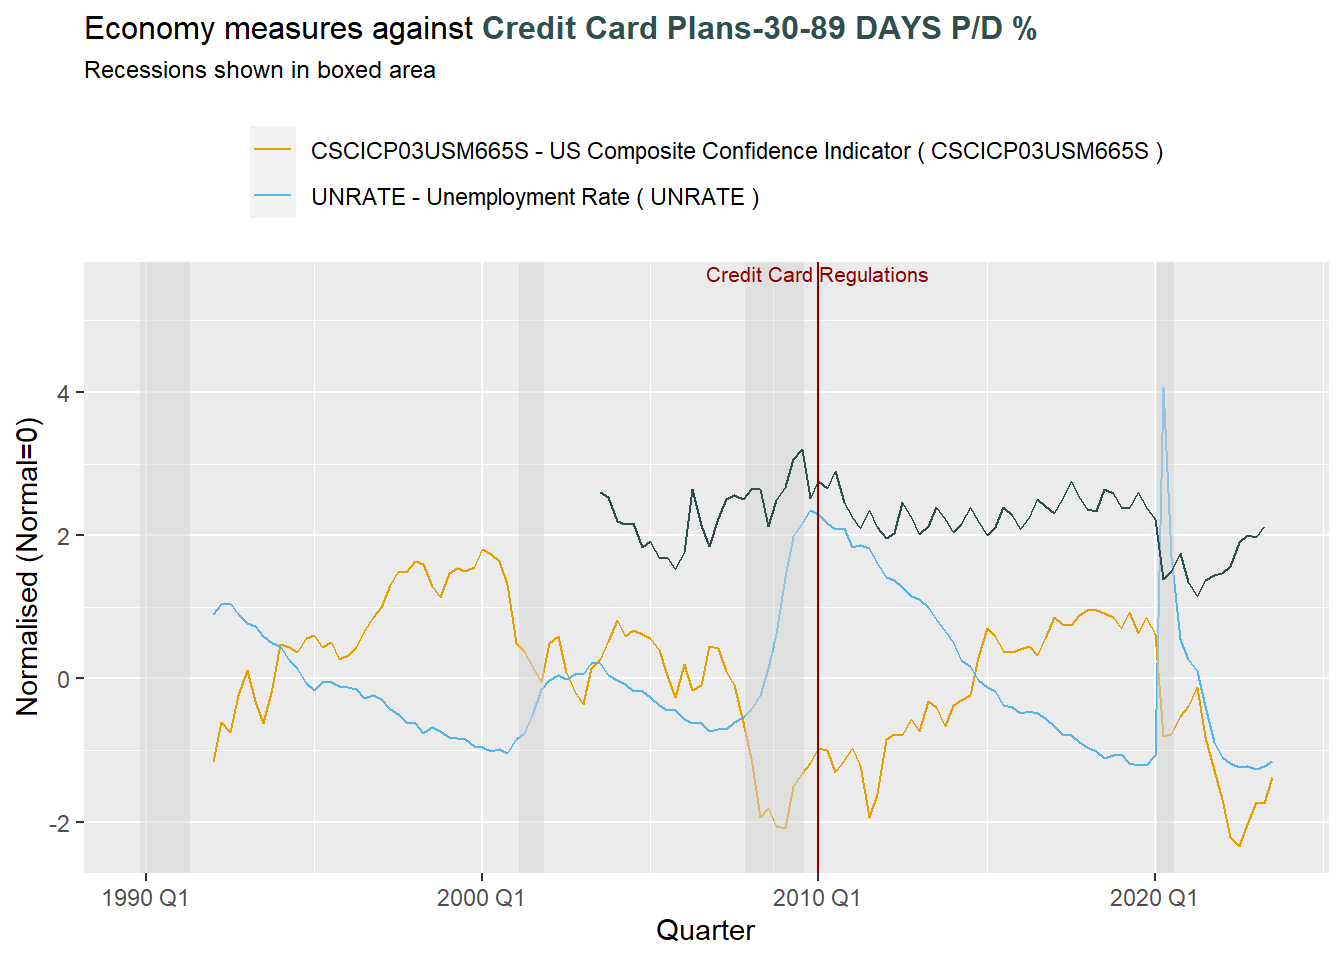 Economy measures against Credit Card Plans-30-89 DAYS P/D %
Recessions shown in boxed area
CSCICP03USM665S - US Composite Confidence Indicator ( CSCICP03USM665S )
UNRATE - Unemployment Rate ( UNRATE )
Credit Card Regulations
Normalised (Normal=0)
4
2
0
-2
1990 Q1
2000 Q1
2010 Q1
2020 Q1
Quarter